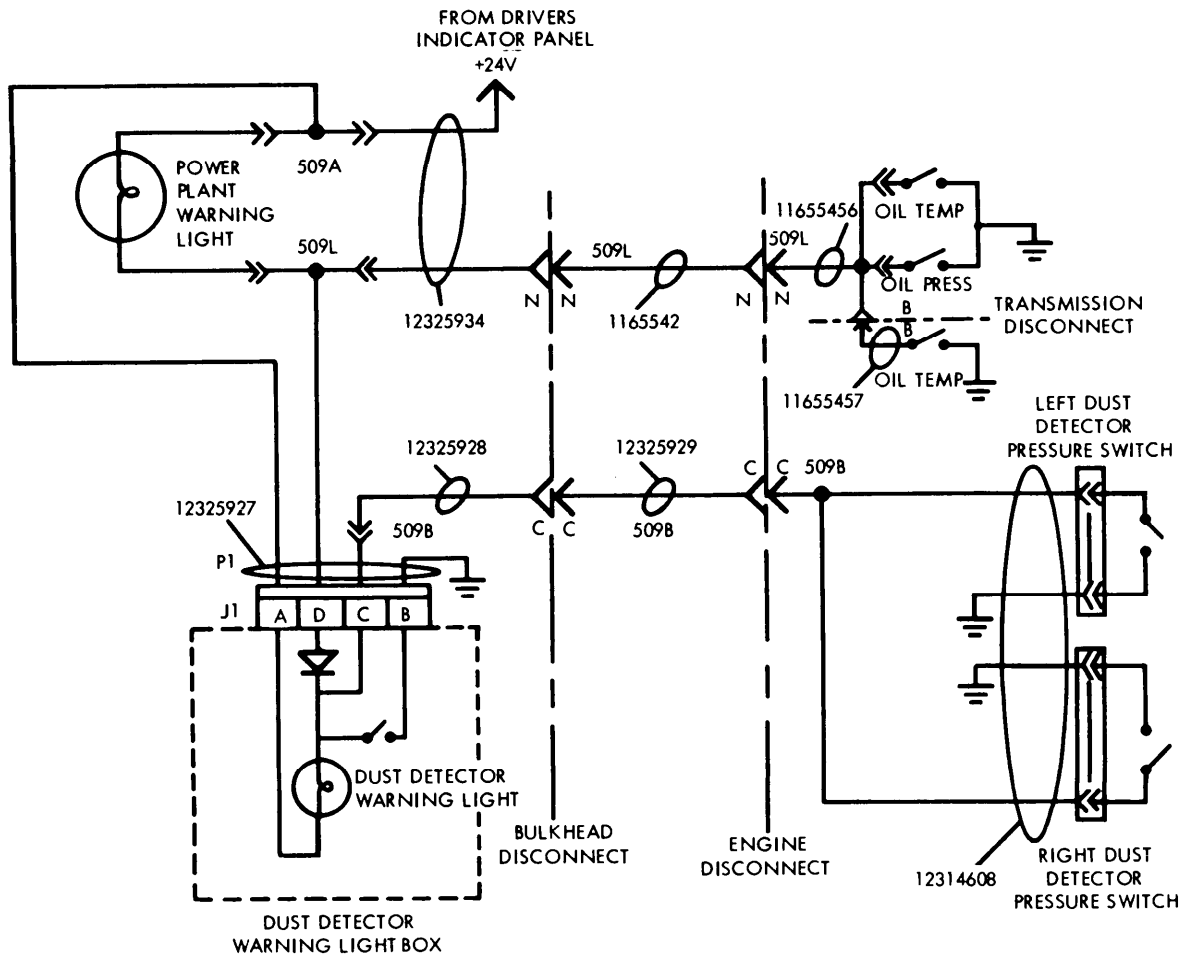 FROM DRIVERS
INDICATOR PANEL
+24V
509A
POWER
PLANT
WARNING
LIGHT
509L
12325934
N N
509L
1165542
N N
509L
11655456
OIL TEMP
OIL PRESS
B
B
TRANSMISSION
DISCONNECT
OIL TEMP
11655457
LEFT DUST
DETECTOR
PRESSURE SWITCH
12325928
509B
C C
12325929
509B
C C
509B
12325927
P1
J1
A D C B
DUST DETECTOR
WARNING LIGHT
BULKHEAD
DISCONNECT
ENGINE
DISCONNECT
12314608
RIGHT DUST
DETECTOR
PRESSURE SWITCH
DUST DETECTOR
WARNING LIGHT BOX